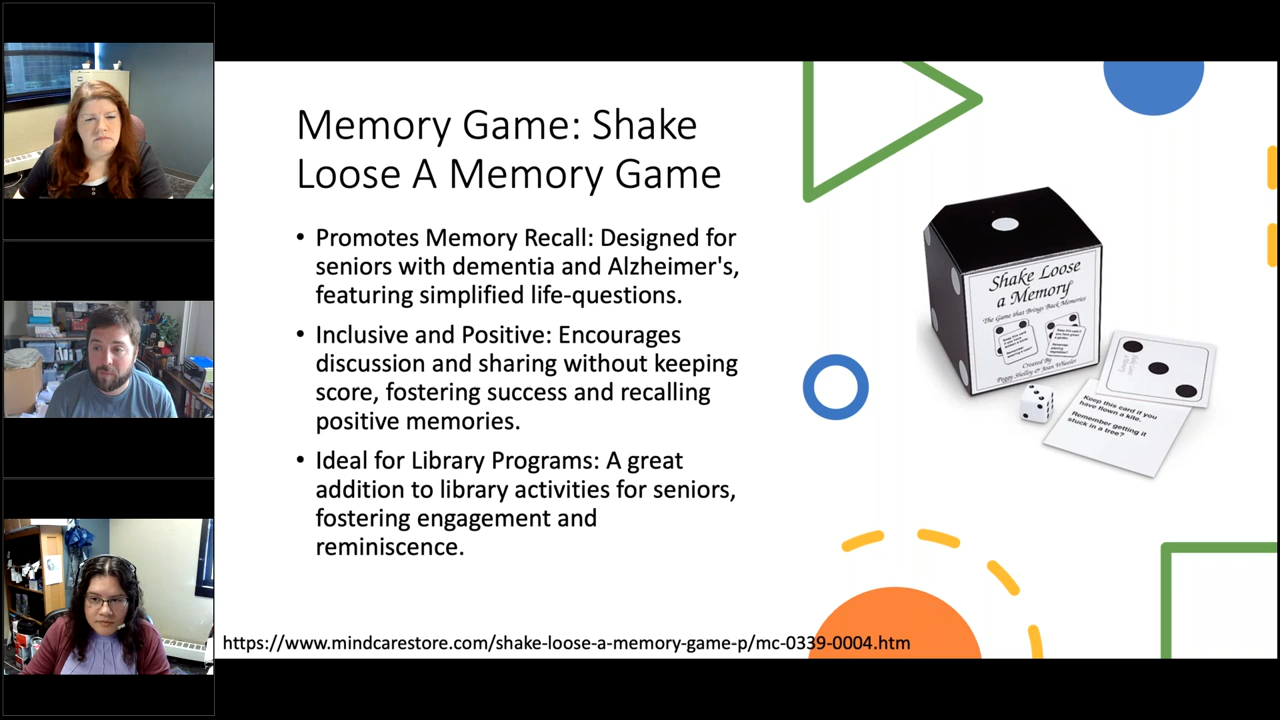 Memory Game: Shake
Loose A Memory Game
• Promotes Memory Recall: Designed for
seniors with dementia and Alzheimer's,
featuring simplified life-questions.
• Inclusive and Positive: Encourages
discussion and sharing without keeping
score, fostering success and recalling
positive memories.
• Ideal for Library Programs: A great
addition to library activities for seniors,
fostering engagement and
reminiscence.
Shake Loose
a Memory
The Game that Brings Back Memories
Created By
Peggy Shelley & Joan Wheeler
Keep this card if you
have flown a kite.
Remember getting it
stuck in a tree?
https://www.mindcarestore.com/shake-loose-a-memory-game-p/mc-0339-0004.htm